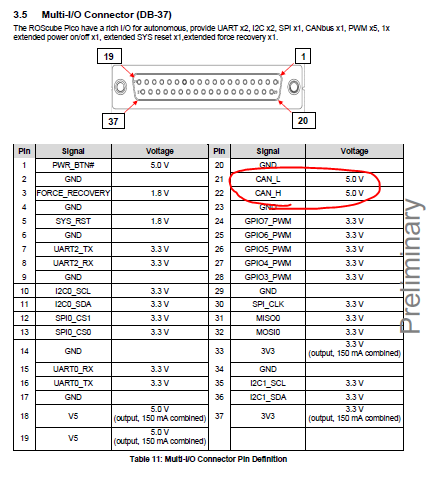 3.5 Multi-I/O Connector (DB-37)
The ROScube Pico have a rich I/O for autonomous, provide UART x2, I2C x2, SPI x1, CANbus x1, PWM x5, 1x
extended power on/off x1, extended SYS reset x1,extended force recovery x1.
19 1
37 20
Pin Signal Voltage Pin Signal Voltage
1 PWR_BTN# 5.0 V 20 GND
2 GND 21 CAN_L 5.0 V
3 FORCE_RECOVERY 1.8 V 22 CAN_H 5.0 V
4 GND 23 GND
5 SYS_RST 1.8 V 24 GPIO7_PWM 3.3 V
6 GND 25 GPIO6_PWM 3.3 V
7 UART2_TX 3.3 V 26 GPIO5_PWM 3.3 V
8 UART2_RX 3.3 V 27 GPIO4_PWM 3.3 V
9 GND 28 GPIO3_PWM 3.3 V
10 I2C0_SCL 3.3 V 29 GND
11 I2C0_SDA 3.3 V 30 SPI_CLK 3.3 V
12 SPI0_CS1 3.3 V 31 MISO0 3.3 V
13 SPI0_CS0 3.3 V 32 MOSI0 3.3 V
14 GND 33 3V3 3.3 V
(output, 150 mA combined)
15 UART0_RX 3.3 V 34 GND
16 UART0_TX 3.3 V 35 I2C1_SCL 3.3 V
17 GND 36 I2C1_SDA 3.3 V
18 V5 5.0 V
(output, 150 mA combined) 37 3V3 3.3 V
(output, 150 mA combined)
19 V5 5.0 V
(output, 150 mA combined)
Table 11: Multi-I/O Connector Pin Definition
Preliminary